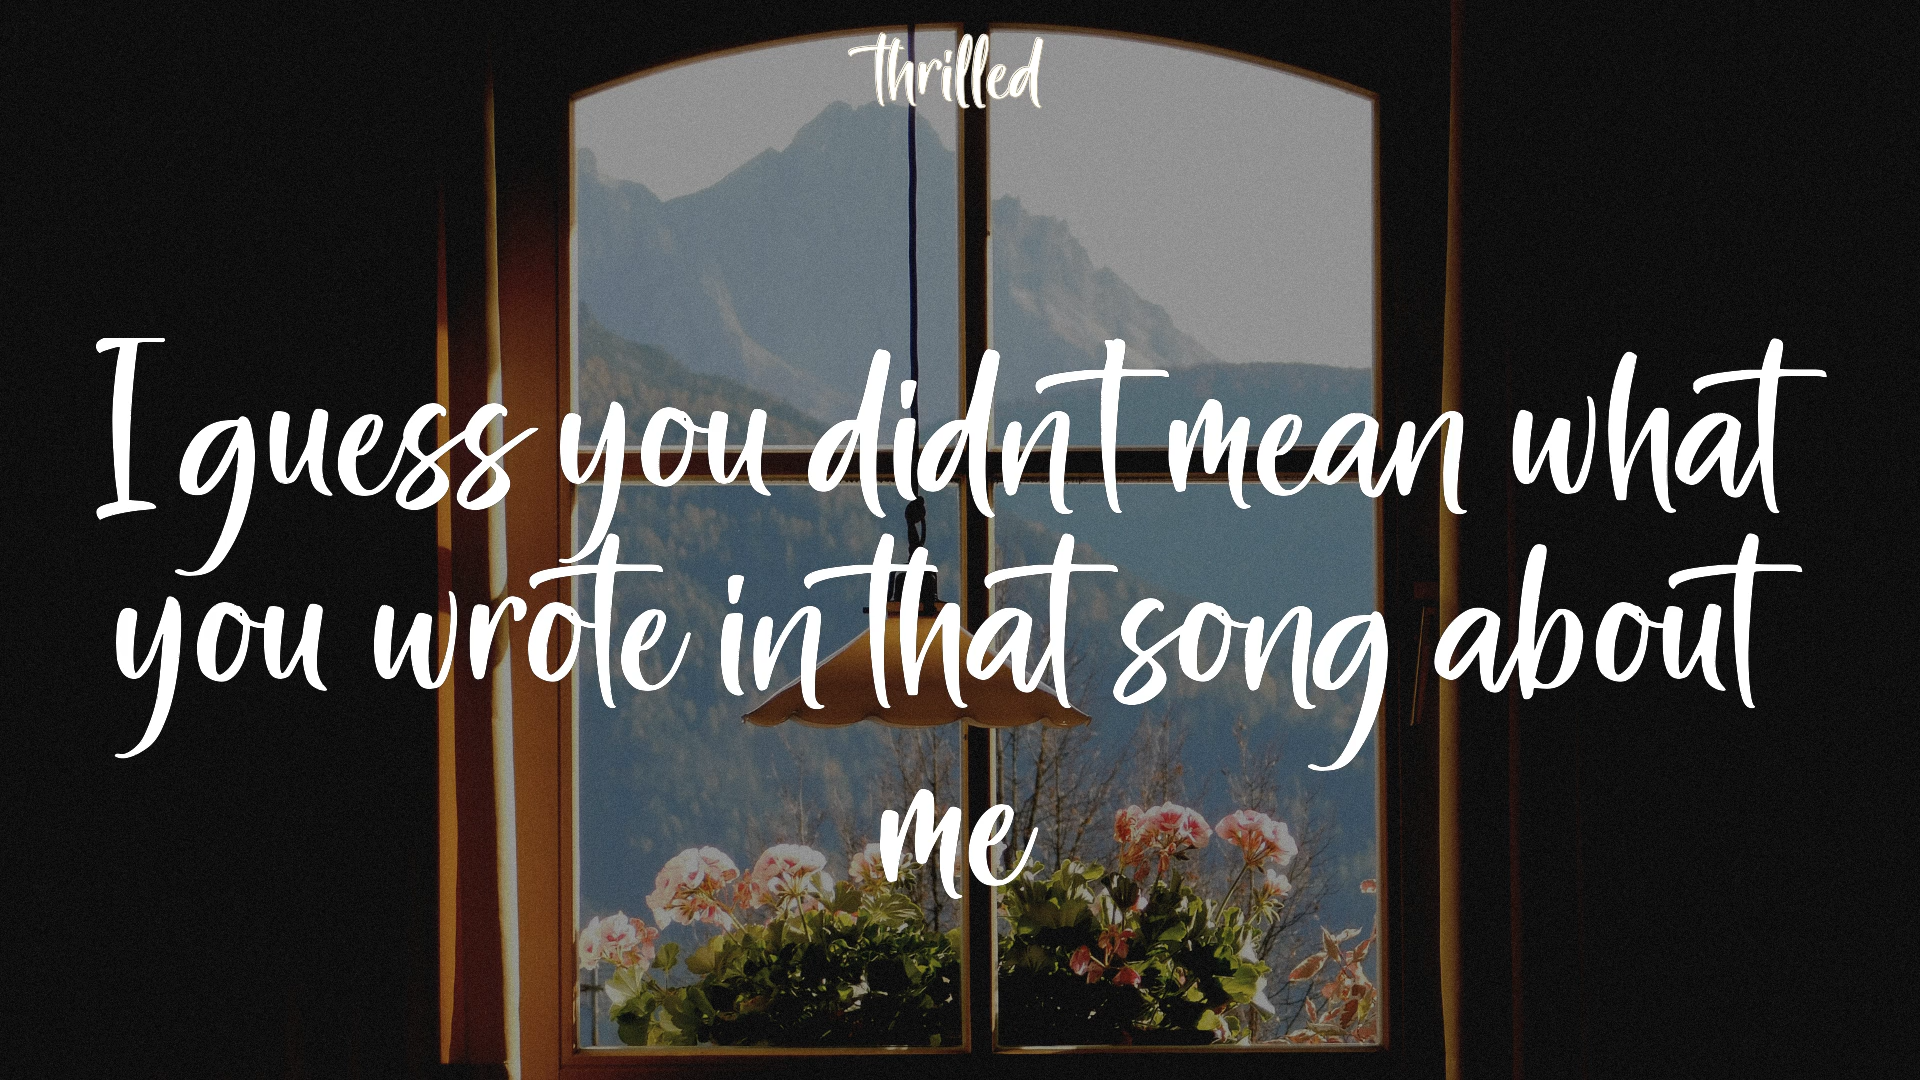 thrilled
I guess you didnt mean what
you wrote in that song about
me